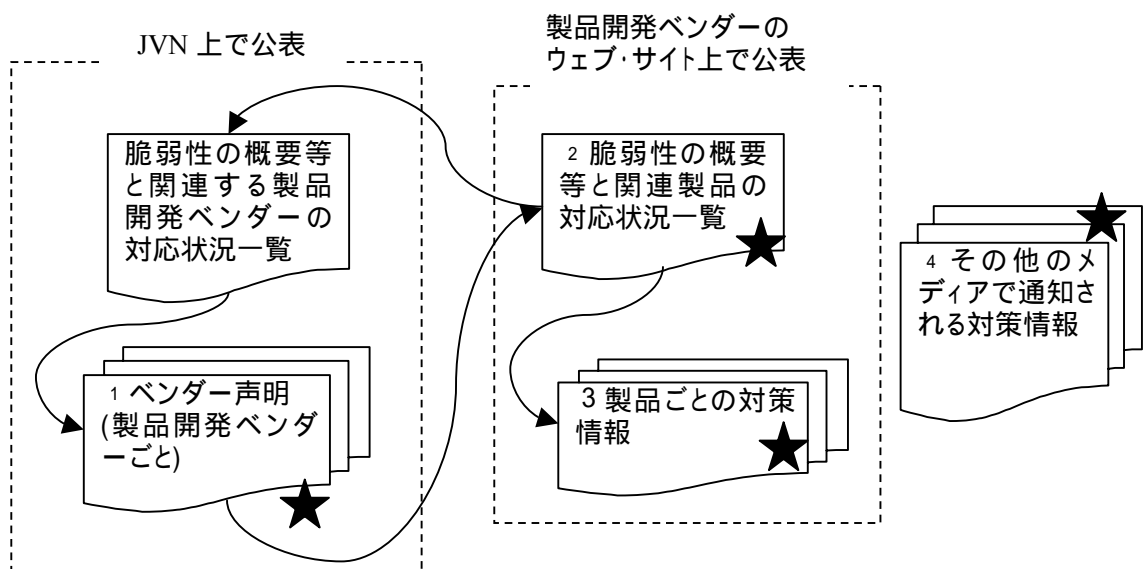 JVN 上で公表
脆弱性の概要等
と関連する製品
開発ベンダーの
対応状況一覧
1 ベンダー声明
(製品開発ベンダ
ーごと)
製品開発ベンダーの
ウェブ・サイト上で公表
2 脆弱性の概要
等と関連製品の
対応状況一覧
3 製品ごとの対策
情報
4 その他のメ
ディアで通知さ
れる対策情報